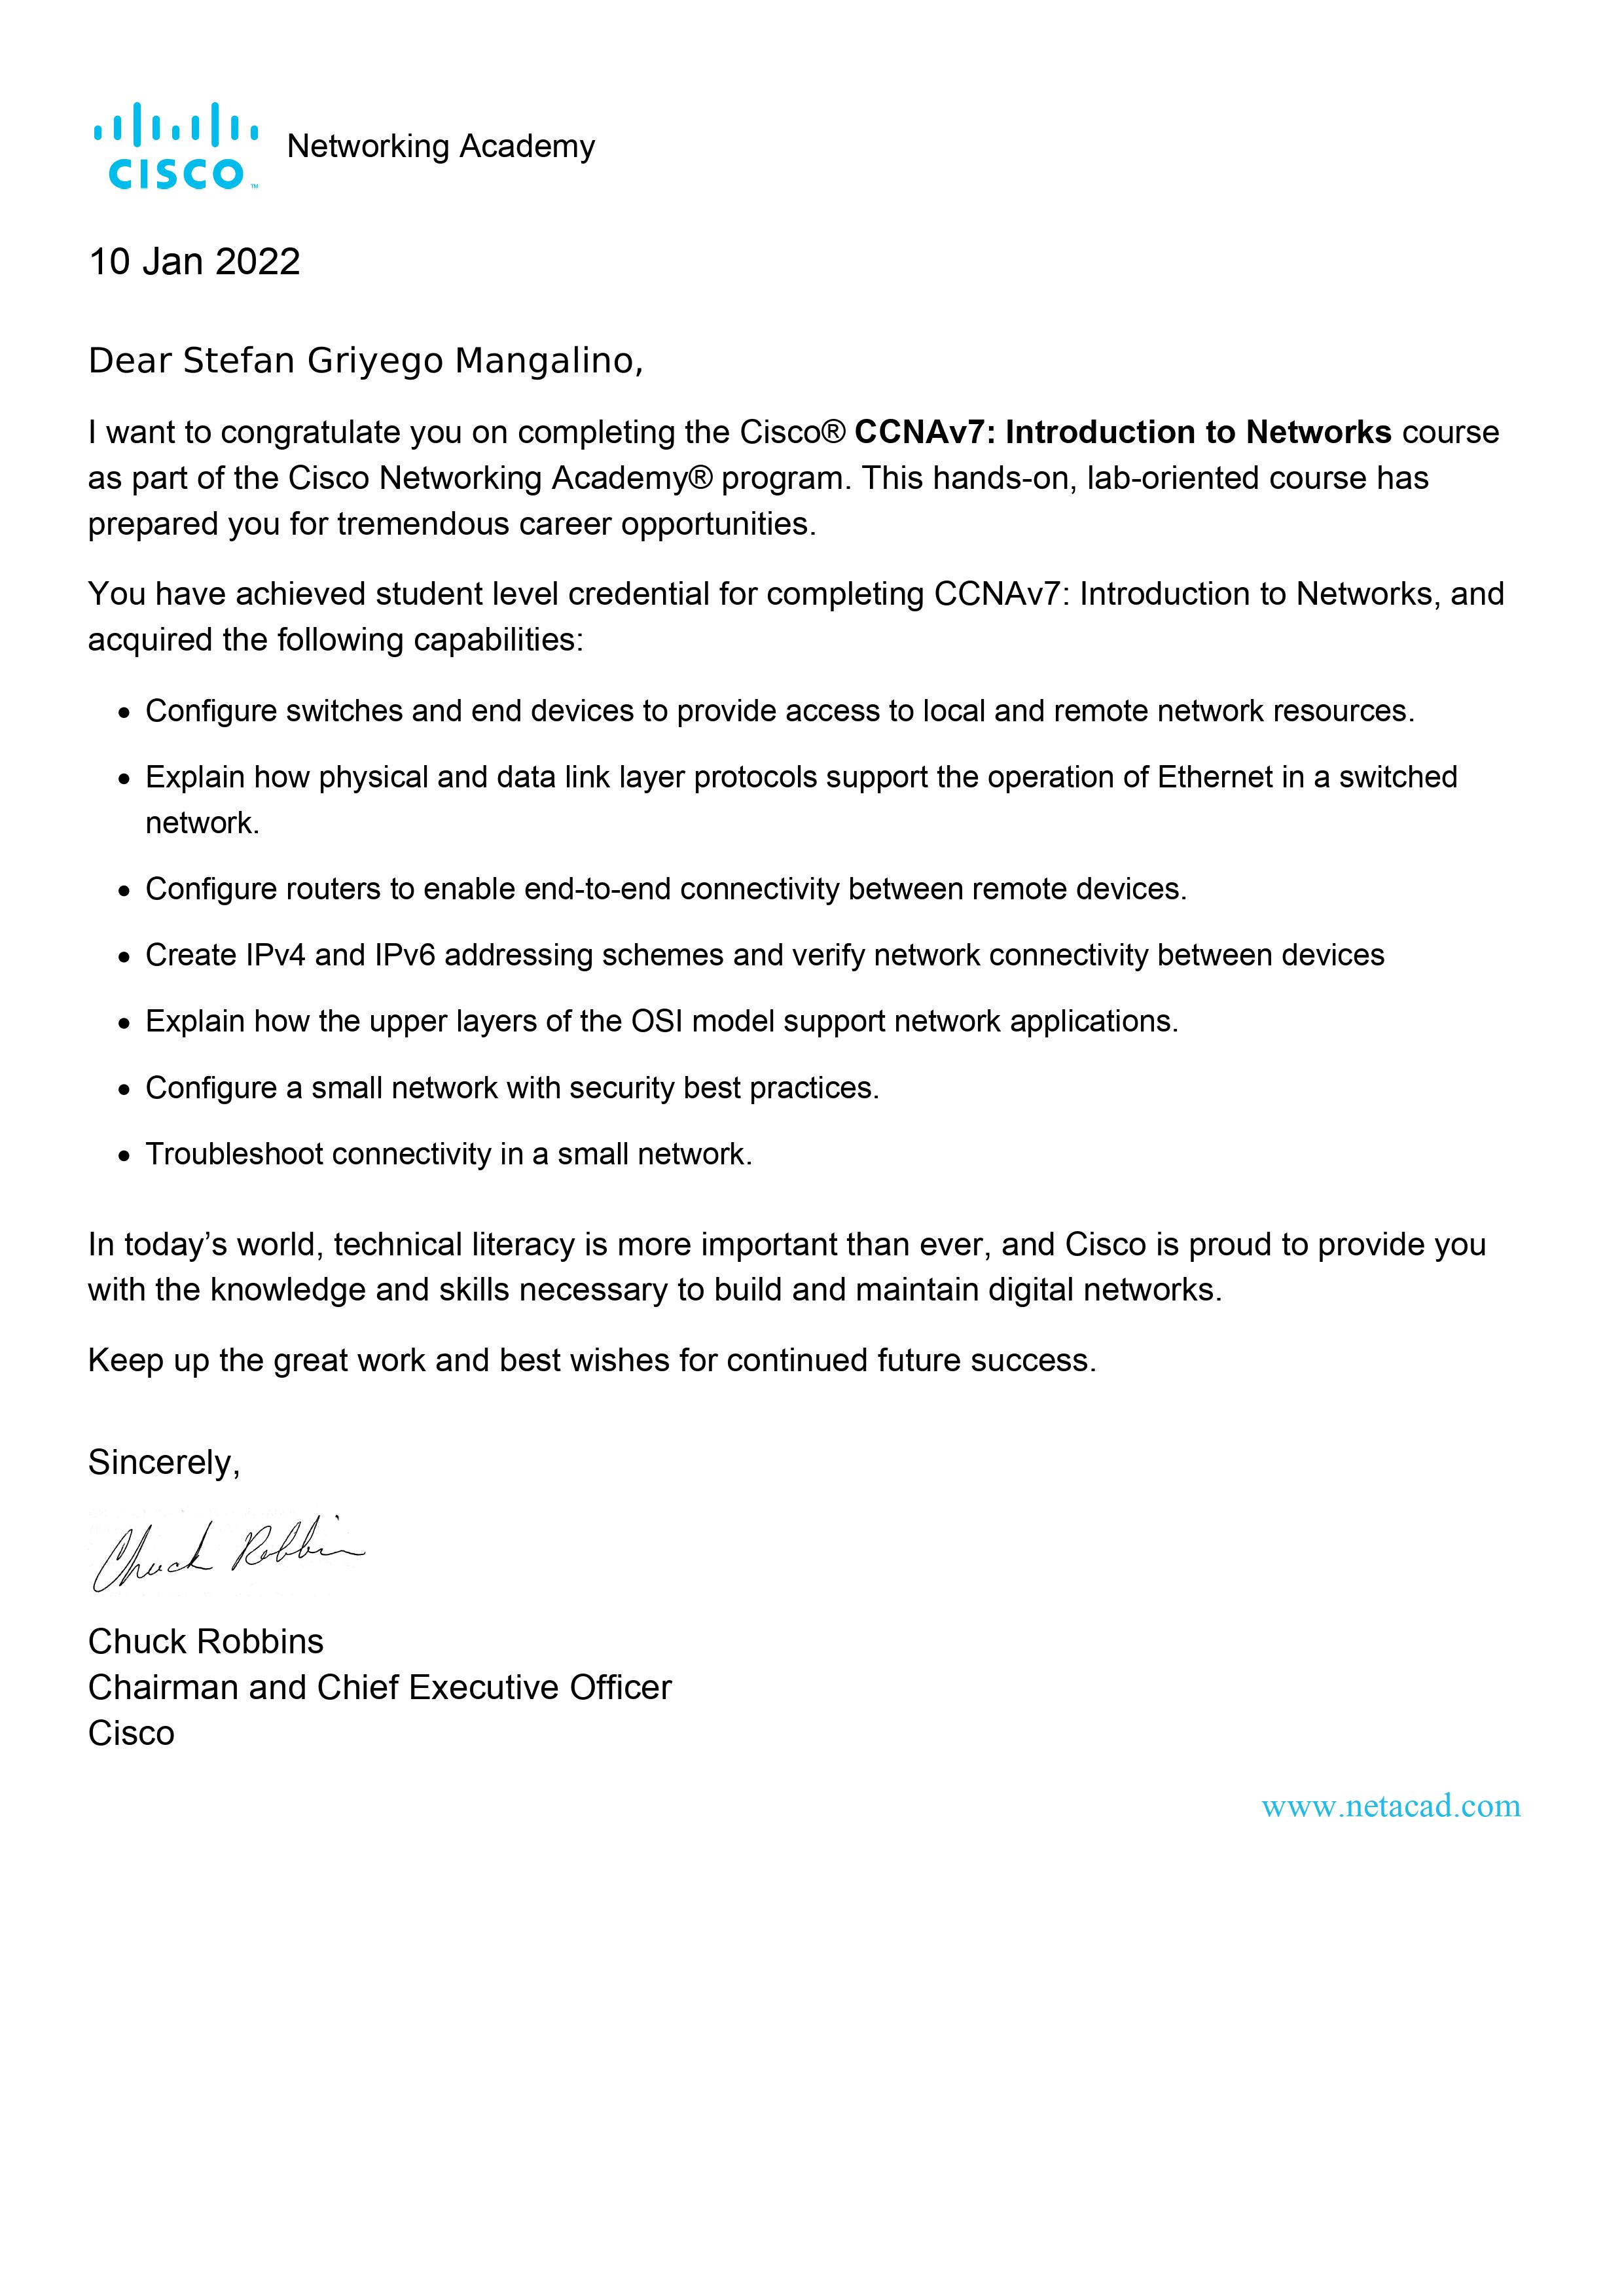 CISCO™ Networking Academy
10 Jan 2022
Dear Stefan Griyego Mangalino,
I want to congratulate you on completing the Cisco® CCNAv7: Introduction to Networks course
as part of the Cisco Networking Academy® program. This hands-on, lab-oriented course has
prepared you for tremendous career opportunities.
You have achieved student level credential for completing CCNAv7: Introduction to Networks, and
acquired the following capabilities:
• Configure switches and end devices to provide access to local and remote network resources.
• Explain how physical and data link layer protocols support the operation of Ethernet in a switched
network.
• Configure routers to enable end-to-end connectivity between remote devices.
• Create IPv4 and IPv6 addressing schemes and verify network connectivity between devices
• Explain how the upper layers of the OSI model support network applications.
• Configure a small network with security best practices.
• Troubleshoot connectivity in a small network.
In today’s world, technical literacy is more important than ever, and Cisco is proud to provide you
with the knowledge and skills necessary to build and maintain digital networks.
Keep up the great work and best wishes for continued future success.
Sincerely,
Chuck Robbins
Chuck Robbins
Chairman and Chief Executive Officer
Cisco
www.netacad.com